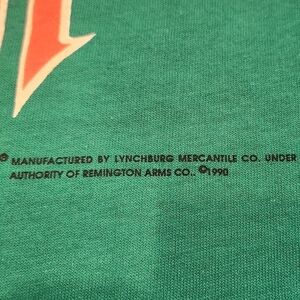 ® MANUFACTURED BY LYNCHBURG MERCANTILE CO. UNDER
AUTHORITY OF REMINGTON ARMS CO.. ©1990